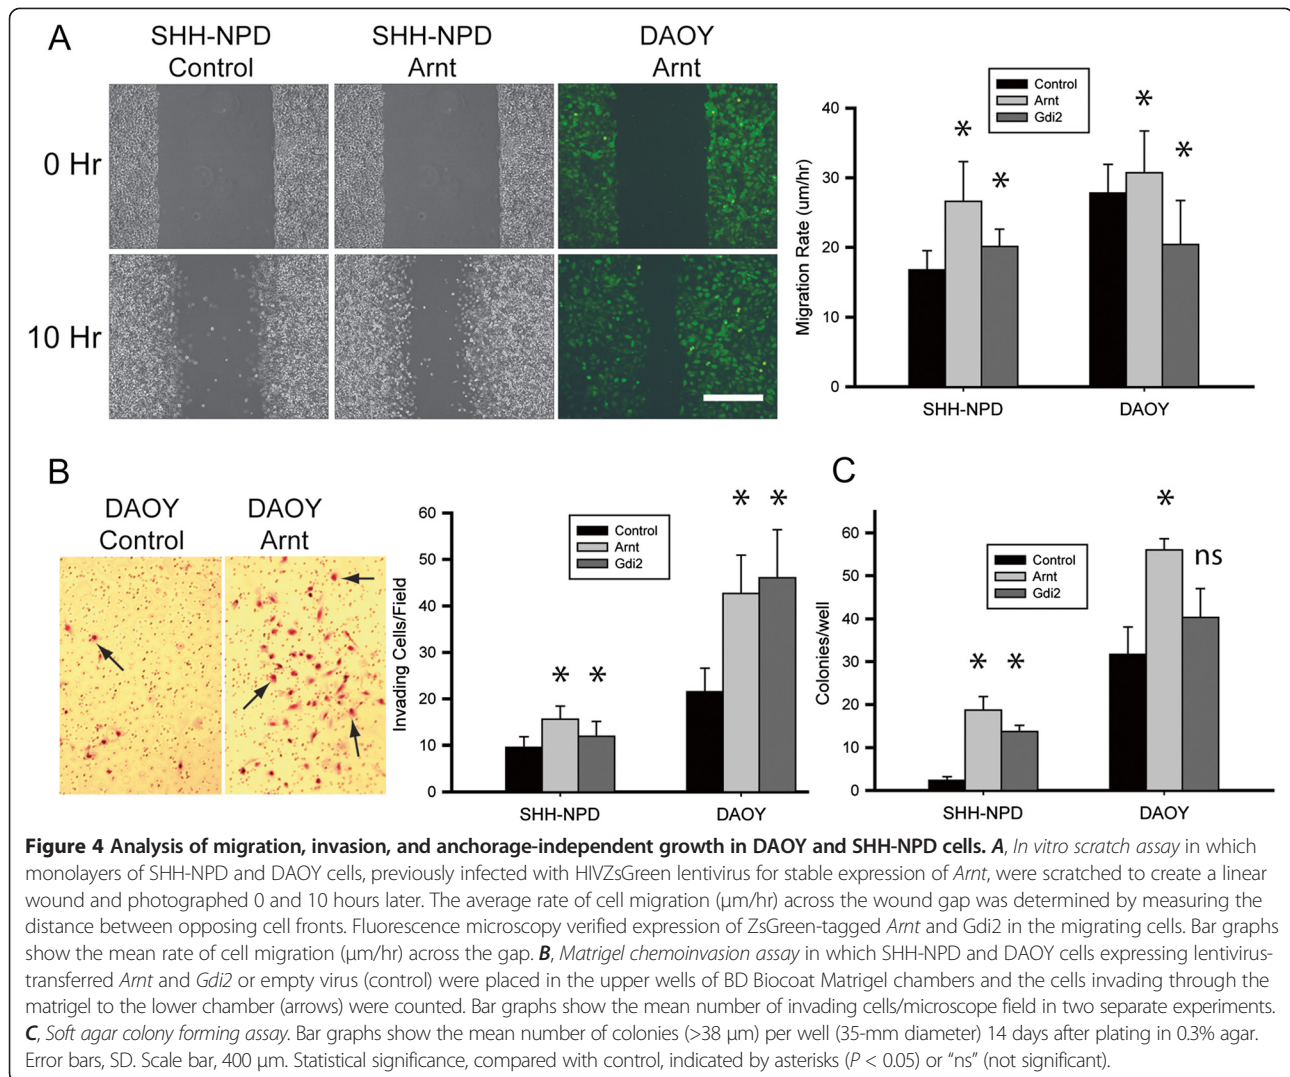 A
SHH-NPD
Control
SHH-NPD
Arnt
DAOY
Arnt
0 Hr
10 Hr
Control
Arnt
Gdi2
Migration Rate (um/hr)
40
30
20
10
0
*
*
*
*
SHH-NPD
DAOY
B
DAOY
Control
DAOY
Arnt
Control
Arnt
Gdi2
Invading Cells/Field
60
50
40
30
20
10
0
*
*
*
*
SHH-NPD
DAOY
C
Control
Arnt
Gdi2
Colonies/well
60
50
40
30
20
10
0
*
*
*
ns
SHH-NPD
DAOY
Figure 4 Analysis of migration, invasion, and anchorage-independent growth in DAOY and SHH-NPD cells. A, In vitro scratch assay in which
monolayers of SHH-NPD and DAOY cells, previously infected with HIVZsGreen lentivirus for stable expression of Arnt, were scratched to create a linear
wound and photographed 0 and 10 hours later. The average rate of cell migration (μm/hr) across the wound gap was determined by measuring the
distance between opposing cell fronts. Fluorescence microscopy verified expression of ZsGreen-tagged Arnt and Gdi2 in the migrating cells. Bar graphs
show the mean rate of cell migration (μm/hr) across the gap. B, Matrigel chemoinvasion assay in which SHH-NPD and DAOY cells expressing lentivirus-
transferred Arnt and Gdi2 or empty virus (control) were placed in the upper wells of BD Biocoat Matrigel chambers and the cells invading through the
matrigel to the lower chamber (arrows) were counted. Bar graphs show the mean number of invading cells/microscope field in two separate experiments.
C, Soft agar colony forming assay. Bar graphs show the mean number of colonies (>38 μm) per well (35-mm diameter) 14 days after plating in 0.3% agar.
Error bars, SD. Scale bar, 400 μm. Statistical significance, compared with control, indicated by asterisks (P < 0.05) or “ns” (not significant).